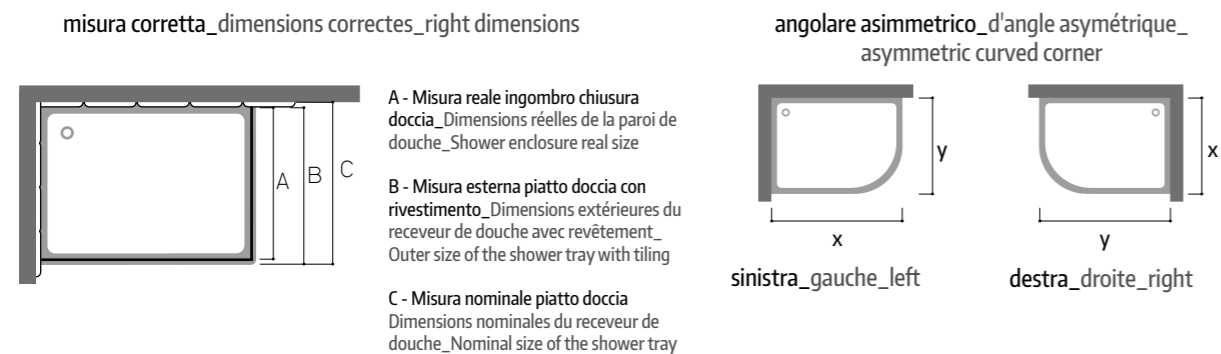 misura corretta_dimensions correctes_right dimensions
A
B
C
A - Misura reale ingombro chiusura
doccia_Dimensions réelles de la paroi de
douche_Shower enclosure real size
B - Misura esterna piatto doccia con
rivestimento_Dimensions extérieures du
receveur de douche avec revêtement_
Outer size of the shower tray with tiling
C - Misura nominale piatto doccia
Dimensions nominales du receveur de
douche_Nominal size of the shower tray
angolare asimmetrico_d'angle asymétrique_
asymmetric curved corner
y
x
sinistra_gauche_left
x
y
destra_droite_right